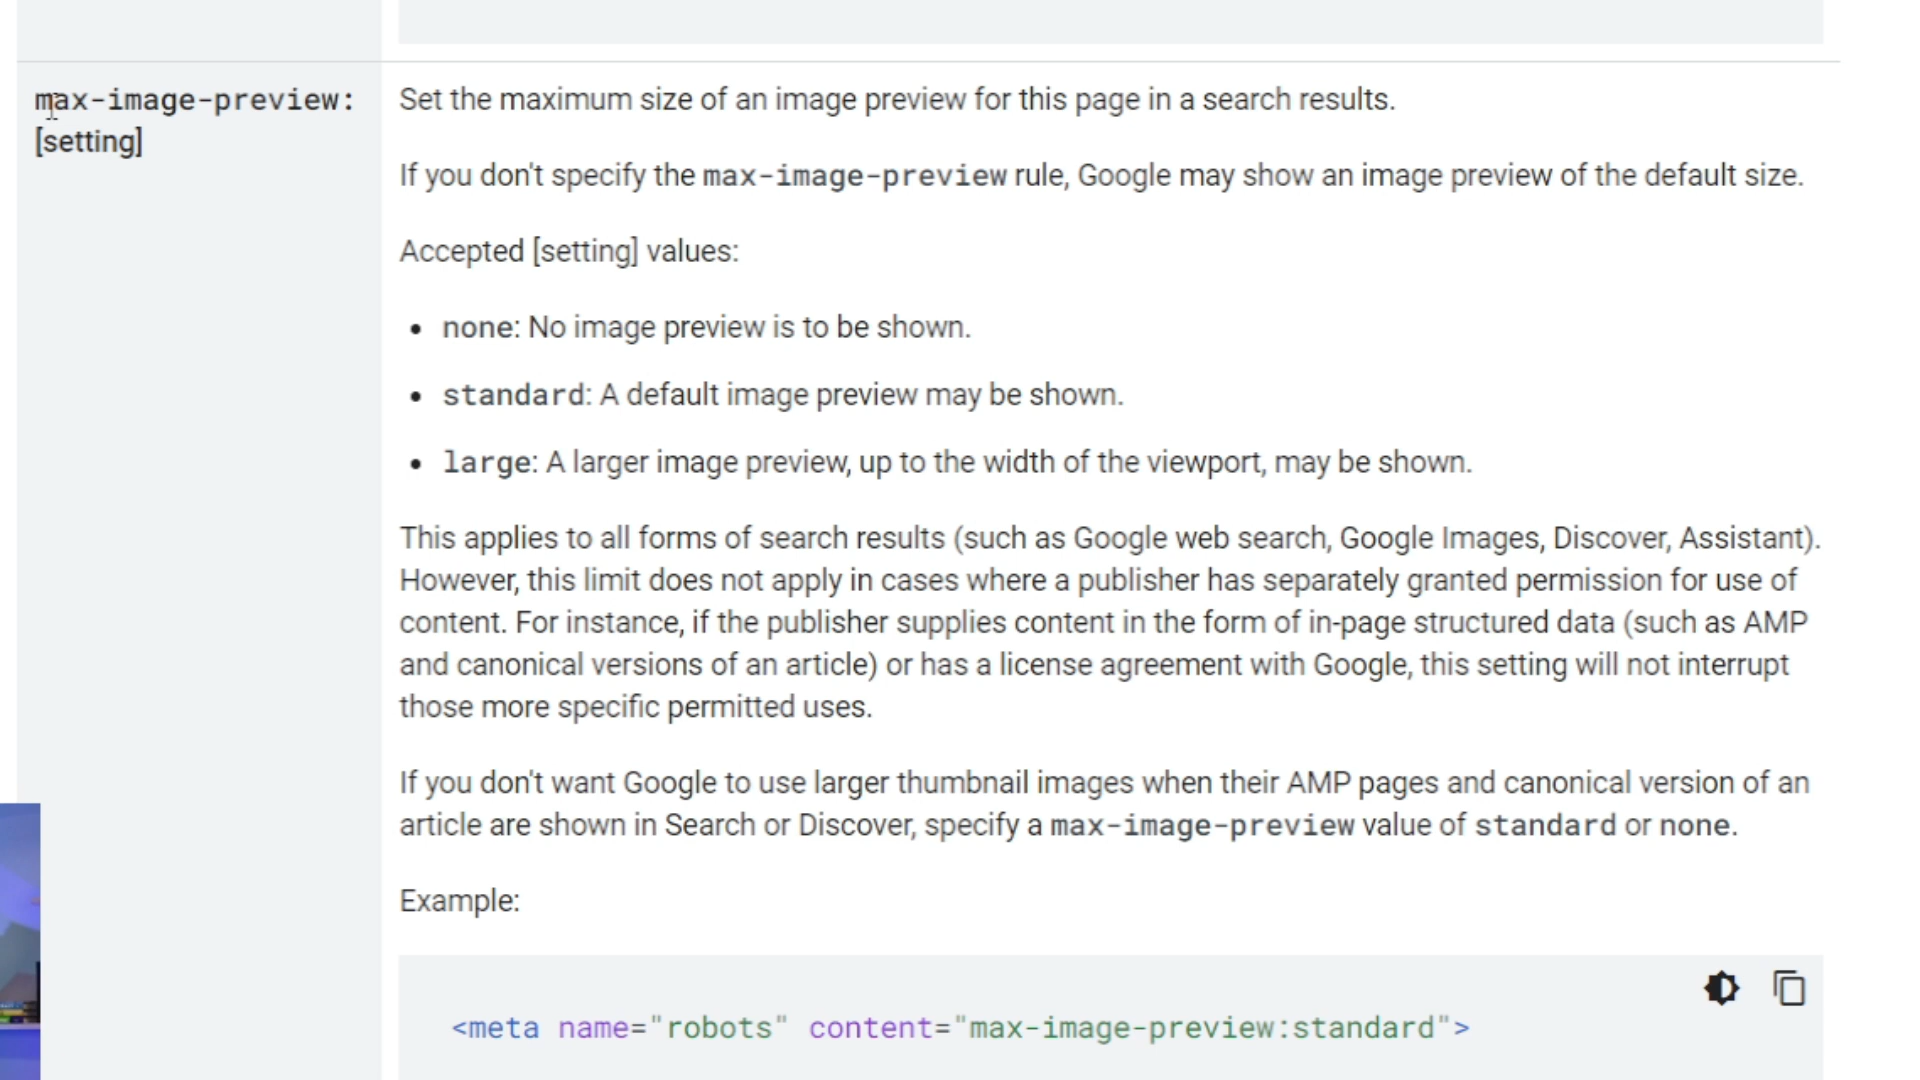 max-image-preview:
[setting]
Set the maximum size of an image preview for this page in a search results.
If you don't specify the max-image-preview rule, Google may show an image preview of the default size.
Accepted [setting] values:
• none: No image preview is to be shown.
• standard: A default image preview may be shown.
• large: A larger image preview, up to the width of the viewport, may be shown.
This applies to all forms of search results (such as Google web search, Google Images, Discover, Assistant).
However, this limit does not apply in cases where a publisher has separately granted permission for use of
content. For instance, if the publisher supplies content in the form of in-page structured data (such as AMP
and canonical versions of an article) or has a license agreement with Google, this setting will not interrupt
those more specific permitted uses.
If you don't want Google to use larger thumbnail images when their AMP pages and canonical version of an
article are shown in Search or Discover, specify a max-image-preview value of standard or none.
Example:
<meta name="robots" content="max-image-preview:standard">